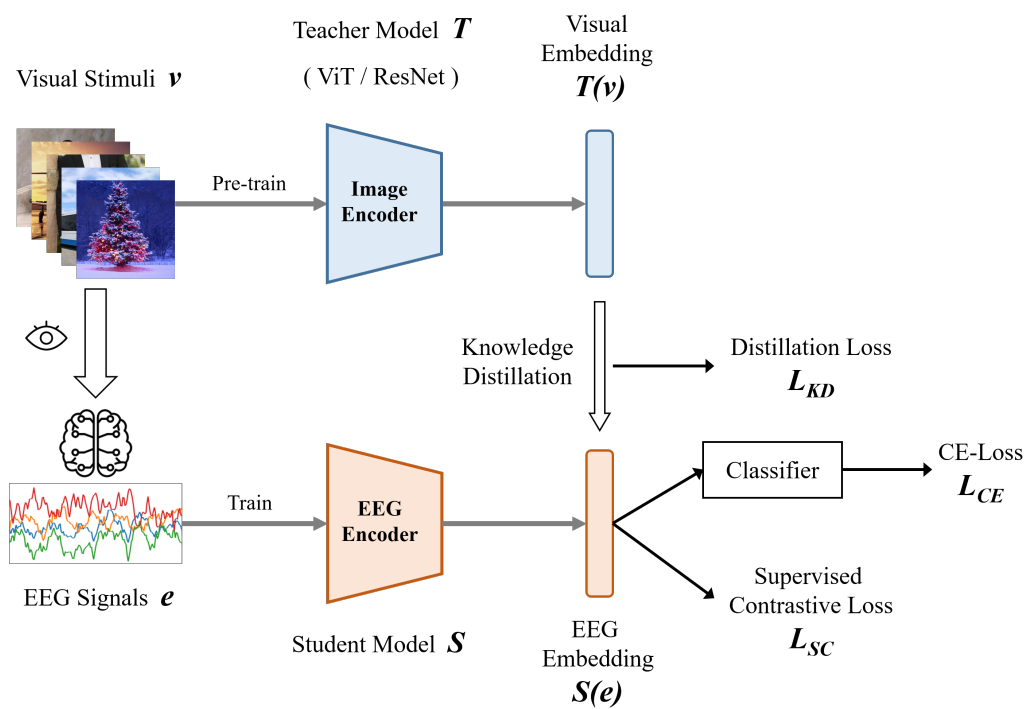 Teacher Model T
( ViT / ResNet )
Visual
Embedding
T(v)
Visual Stimuli v
Pre-train
Image
Encoder
Knowledge
Distillation
Distillation Loss
L_KD
Classifier
CE-Loss
L_CE
Train
EEG
Encoder
EEG Signals e
Student Model S
EEG
Embedding
S(e)
Supervised
Contrastive Loss
L_SC